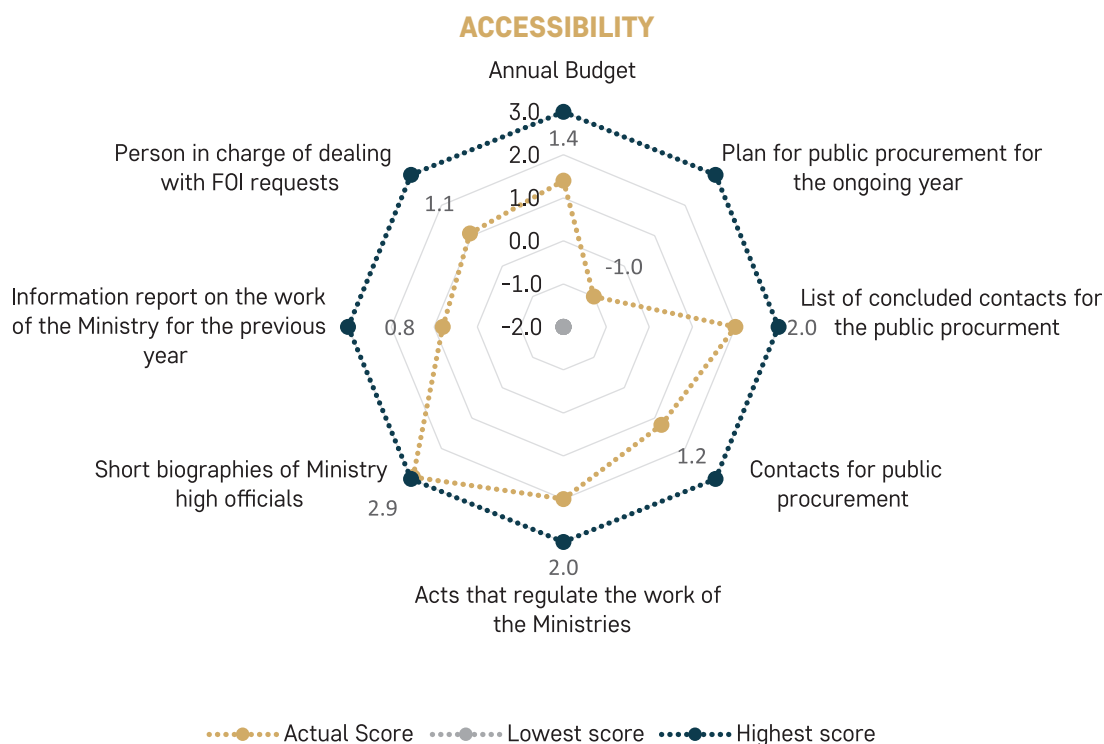 ACCESSIBILITY
Annual Budget
3.0
1.4
2.0
1.0
0.0
-1.0
-2.0
Plan for public procurement for
the ongoing year
-1.0
List of concluded contacts for
the public procurment
2.0
Contacts for public
procurement
1.2
2.0
Acts that regulate the work of
the Ministries
Short biographies of Ministry
high officials
2.9
Information report on the work
of the Ministry for the previous
year
0.8
Person in charge of dealing
with FOI requests
1.1
Actual Score
Lowest score
Highest score